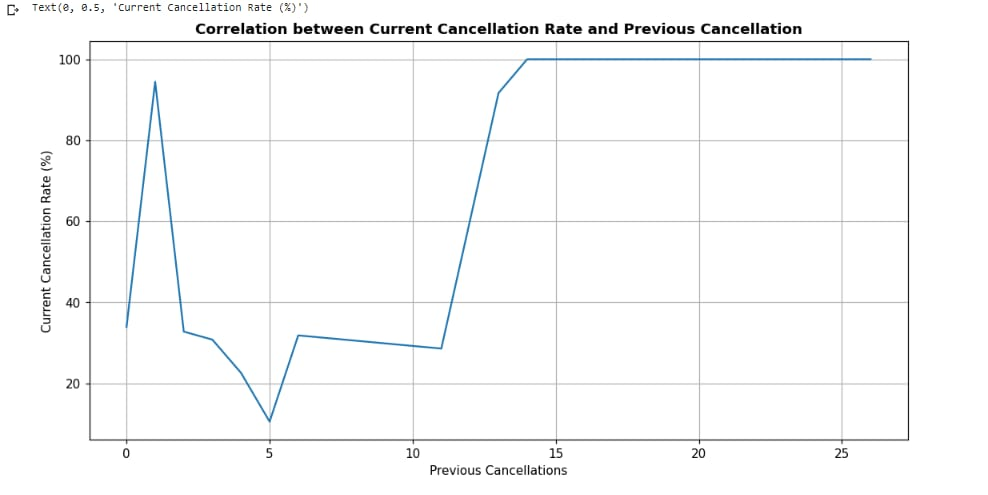 Text(0, 0.5, 'Current Cancellation Rate (%)')
Correlation between Current Cancellation Rate and Previous Cancellation
Current Cancellation Rate (%)
100
80
60
40
20
0 5 10 15 20 25
Previous Cancellations